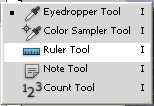 Eyedropper Tool I
Color Sampler Tool I
Ruler Tool I
Note Tool I
123 Count Tool I